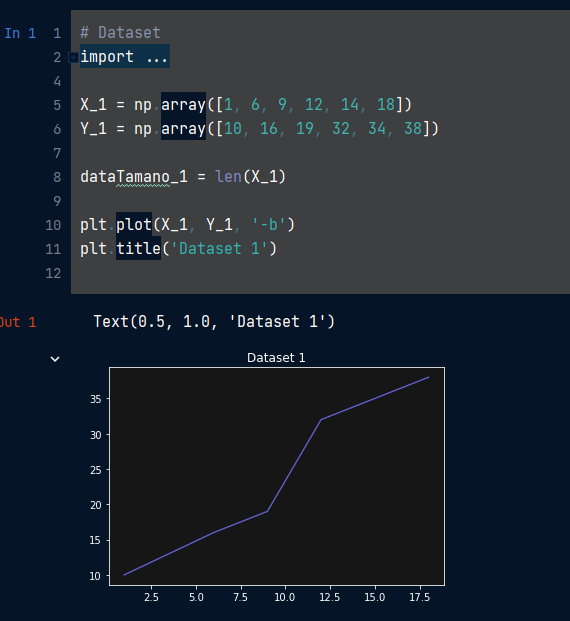 In 1
1 # Dataset
2 import ...
4
5 X_1 = np.array([1, 6, 9, 12, 14, 18])
6 Y_1 = np.array([10, 16, 19, 32, 34, 38])
7
8 dataTamano_1 = len(X_1)
9
10 plt.plot(X_1, Y_1, '-b')
11 plt.title('Dataset 1')
12
Out 1
Text(0.5, 1.0, 'Dataset 1')
Dataset 1
35
30
25
20
15
10
2.5 5.0 7.5 10.0 12.5 15.0 17.5